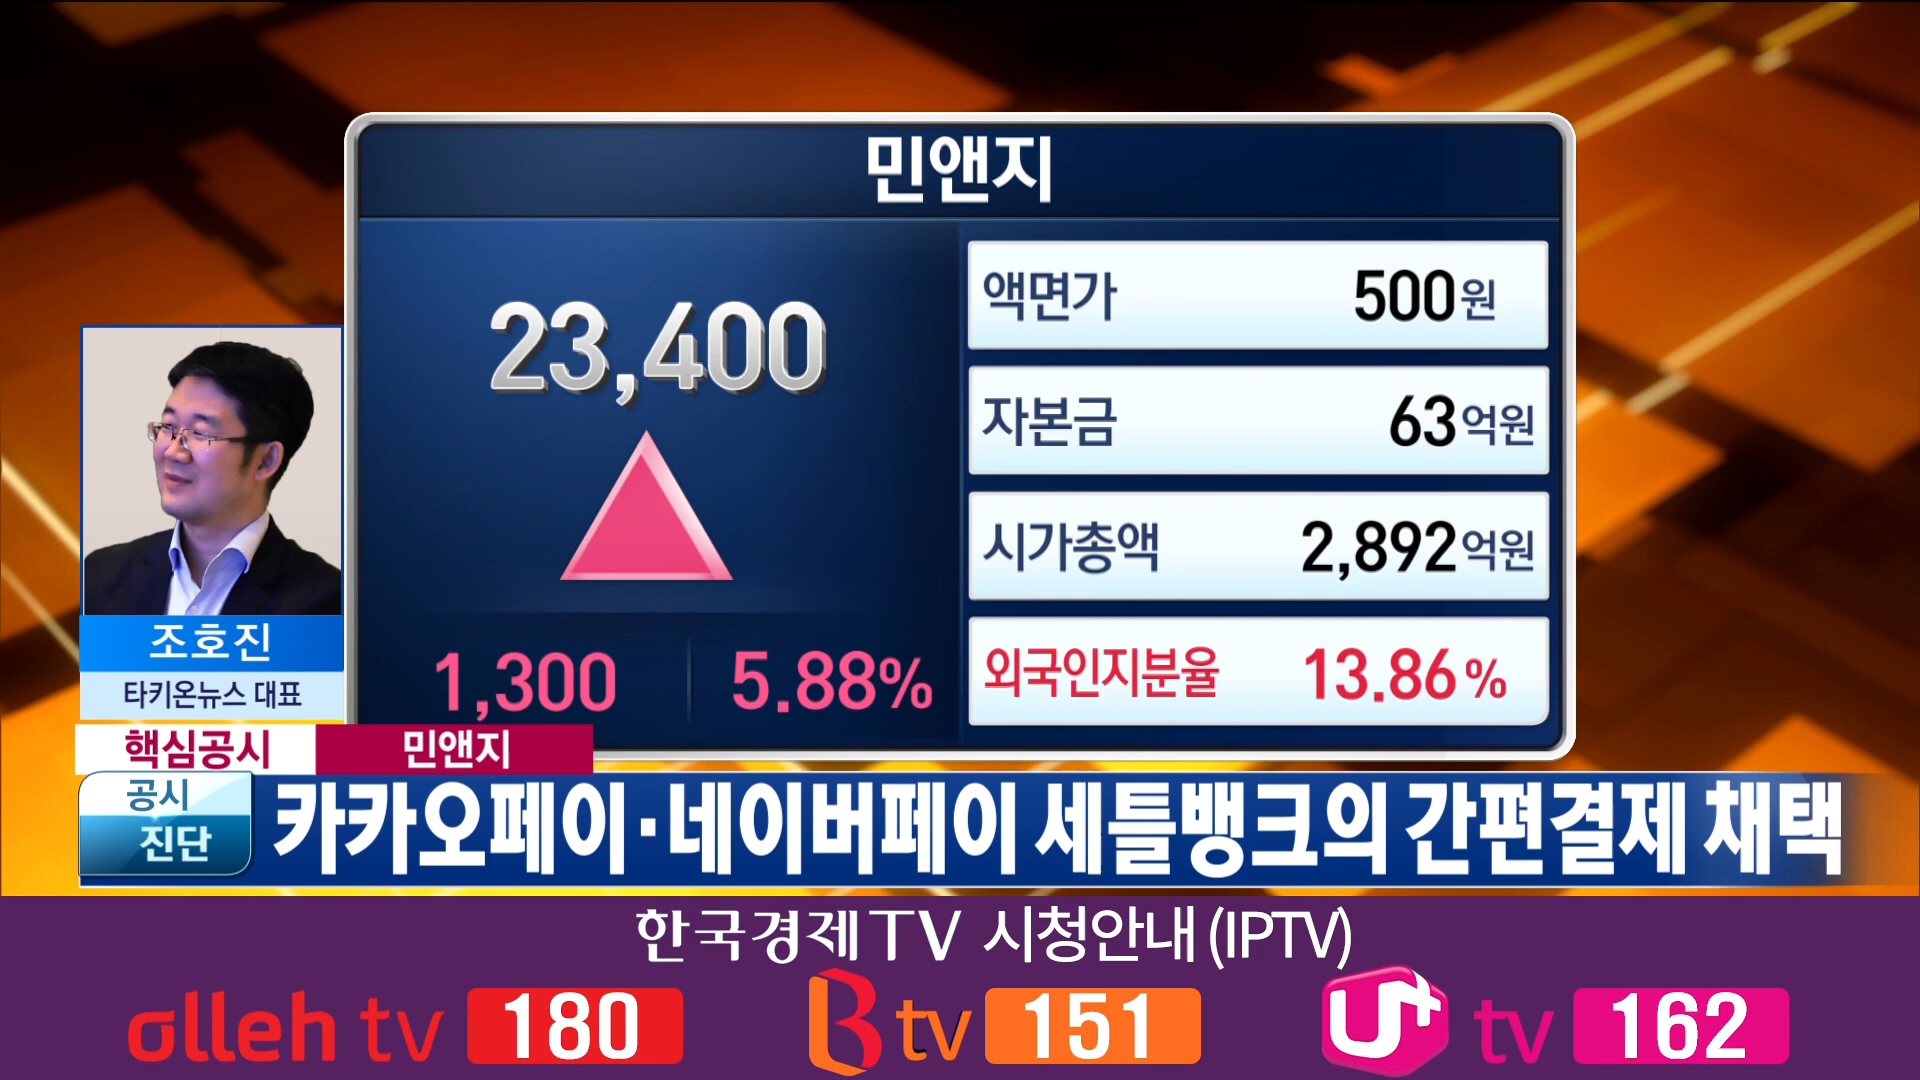 민앤지
23,400
1,300 5.88%
액면가 500원
자본금 63억원
시가총액 2,892억원
외국인지분율 13.86%
조호진
타키온뉴스 대표
핵심공시 민앤지
공시
진단
카카오페이·네이버페이 세틀뱅크의 간편결제 채택
한국경제TV 시청안내(IPTV)
olleh tv 180 B tv 151 U+ tv 162